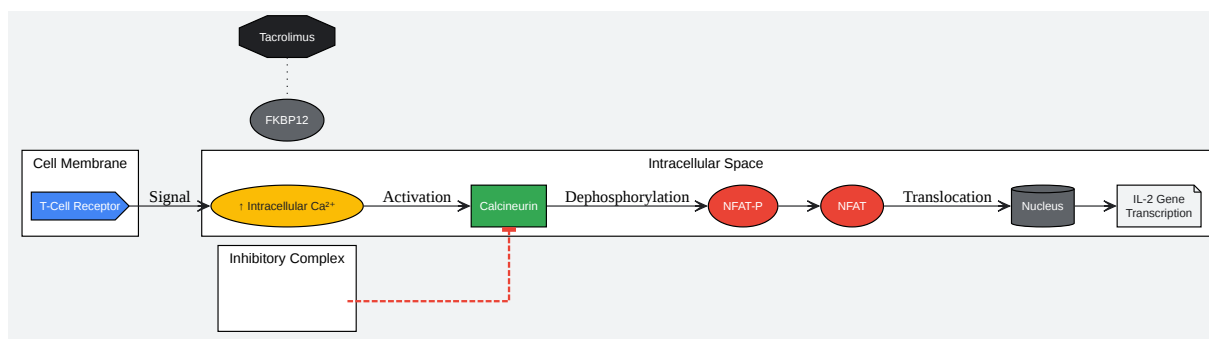 Tacrolimus
FKBP12
Cell Membrane
Intracellular Space
T-Cell Receptor
Signal
↑ Intracellular Ca²⁺
Activation
Calcineurin
Dephosphorylation
NFAT-P
NFAT
Translocation
Nucleus
IL-2 Gene
Transcription
Inhibitory Complex